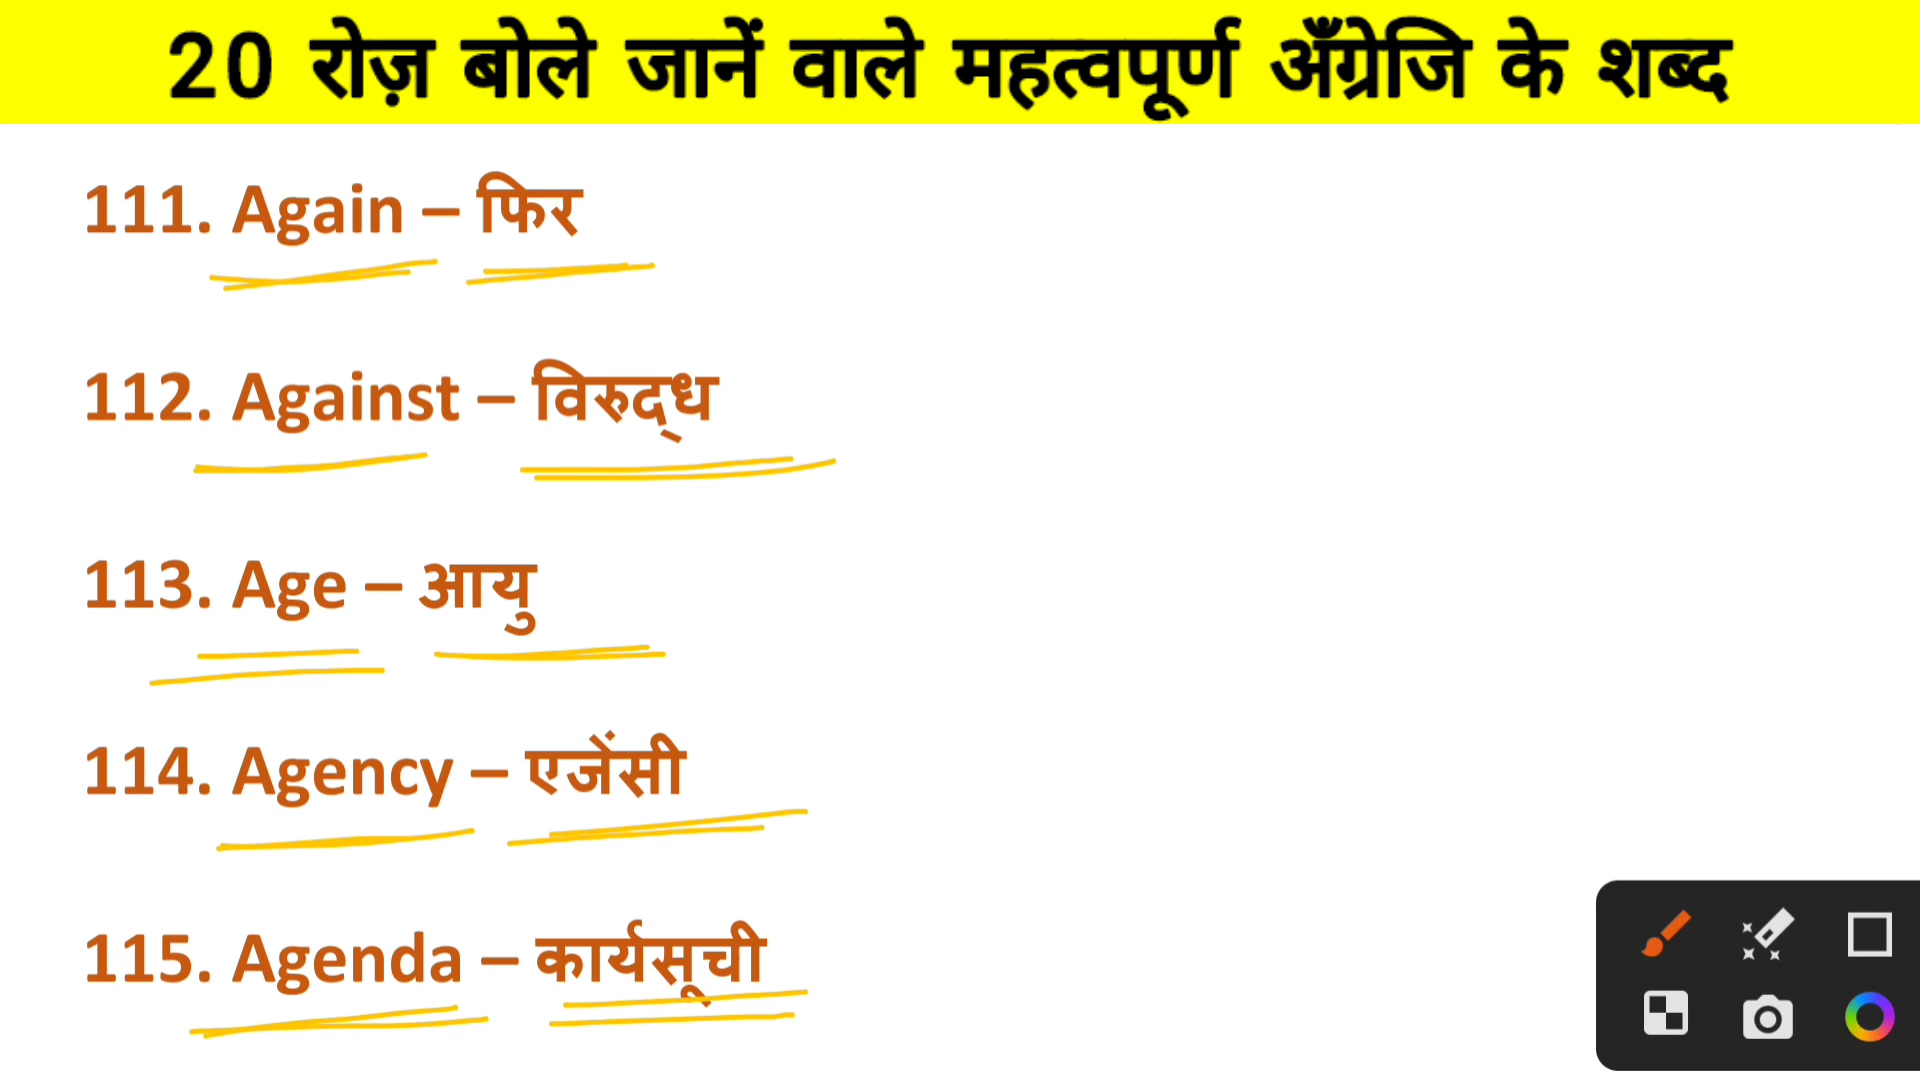 20 रोज़ बोले जानें वाले महत्वपूर्ण अँग्रेजि के शब्द
111. Again – फिर
112. Against – विरुद्ध
113. Age – आयु
114. Agency – एजेंसी
115. Agenda – कार्यसूची